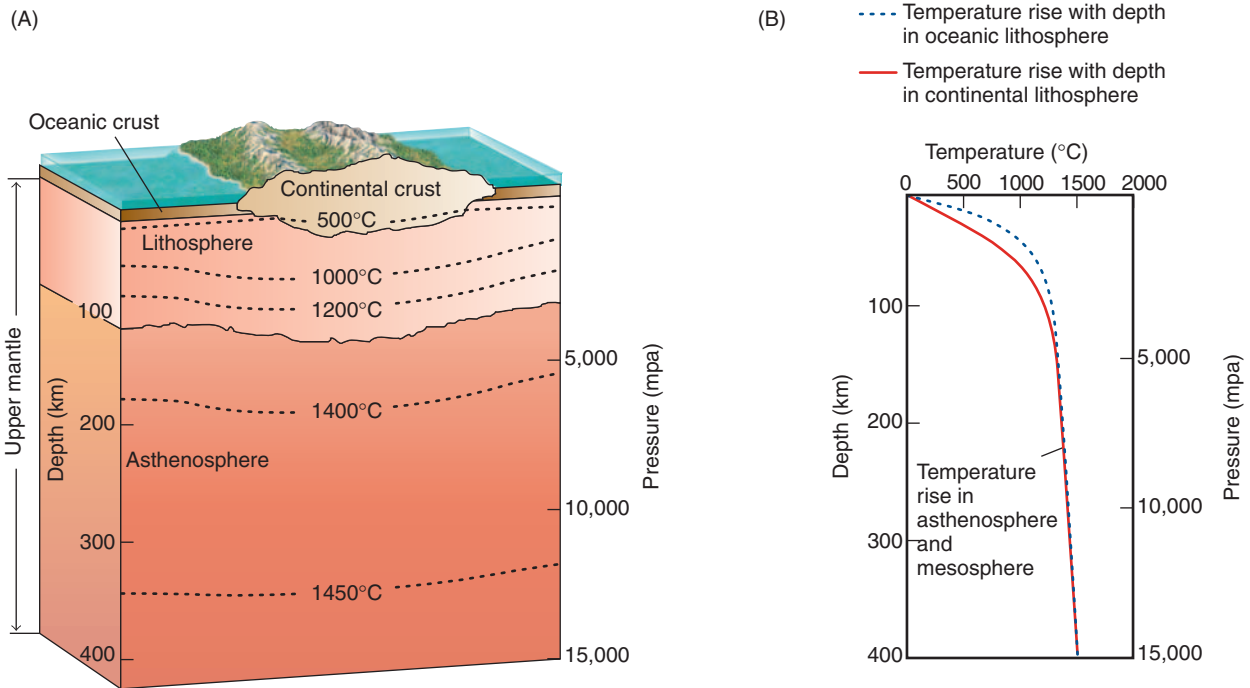 (A)
Oceanic crust
Continental crust
500°C
Lithosphere
1000°C
1200°C
1400°C
Asthenosphere
1450°C
Upper mantle
Depth (km)
100
200
300
400
5,000
10,000
15,000
Pressure (mpa)
(B)
Temperature rise with depth
in oceanic lithosphere
Temperature rise with depth
in continental lithosphere
Temperature (°C)
0 500 1000 1500 2000
100
200
300
400
Depth (km)
Temperature
rise in
asthenosphere
and
mesosphere
5,000
10,000
15,000
Pressure (mpa)